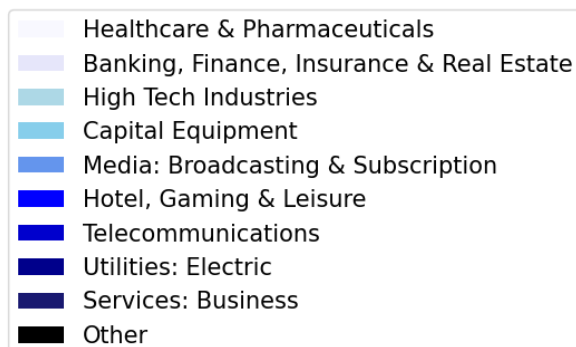 Healthcare & Pharmaceuticals
Banking, Finance, Insurance & Real Estate
High Tech Industries
Capital Equipment
Media: Broadcasting & Subscription
Hotel, Gaming & Leisure
Telecommunications
Utilities: Electric
Services: Business
Other